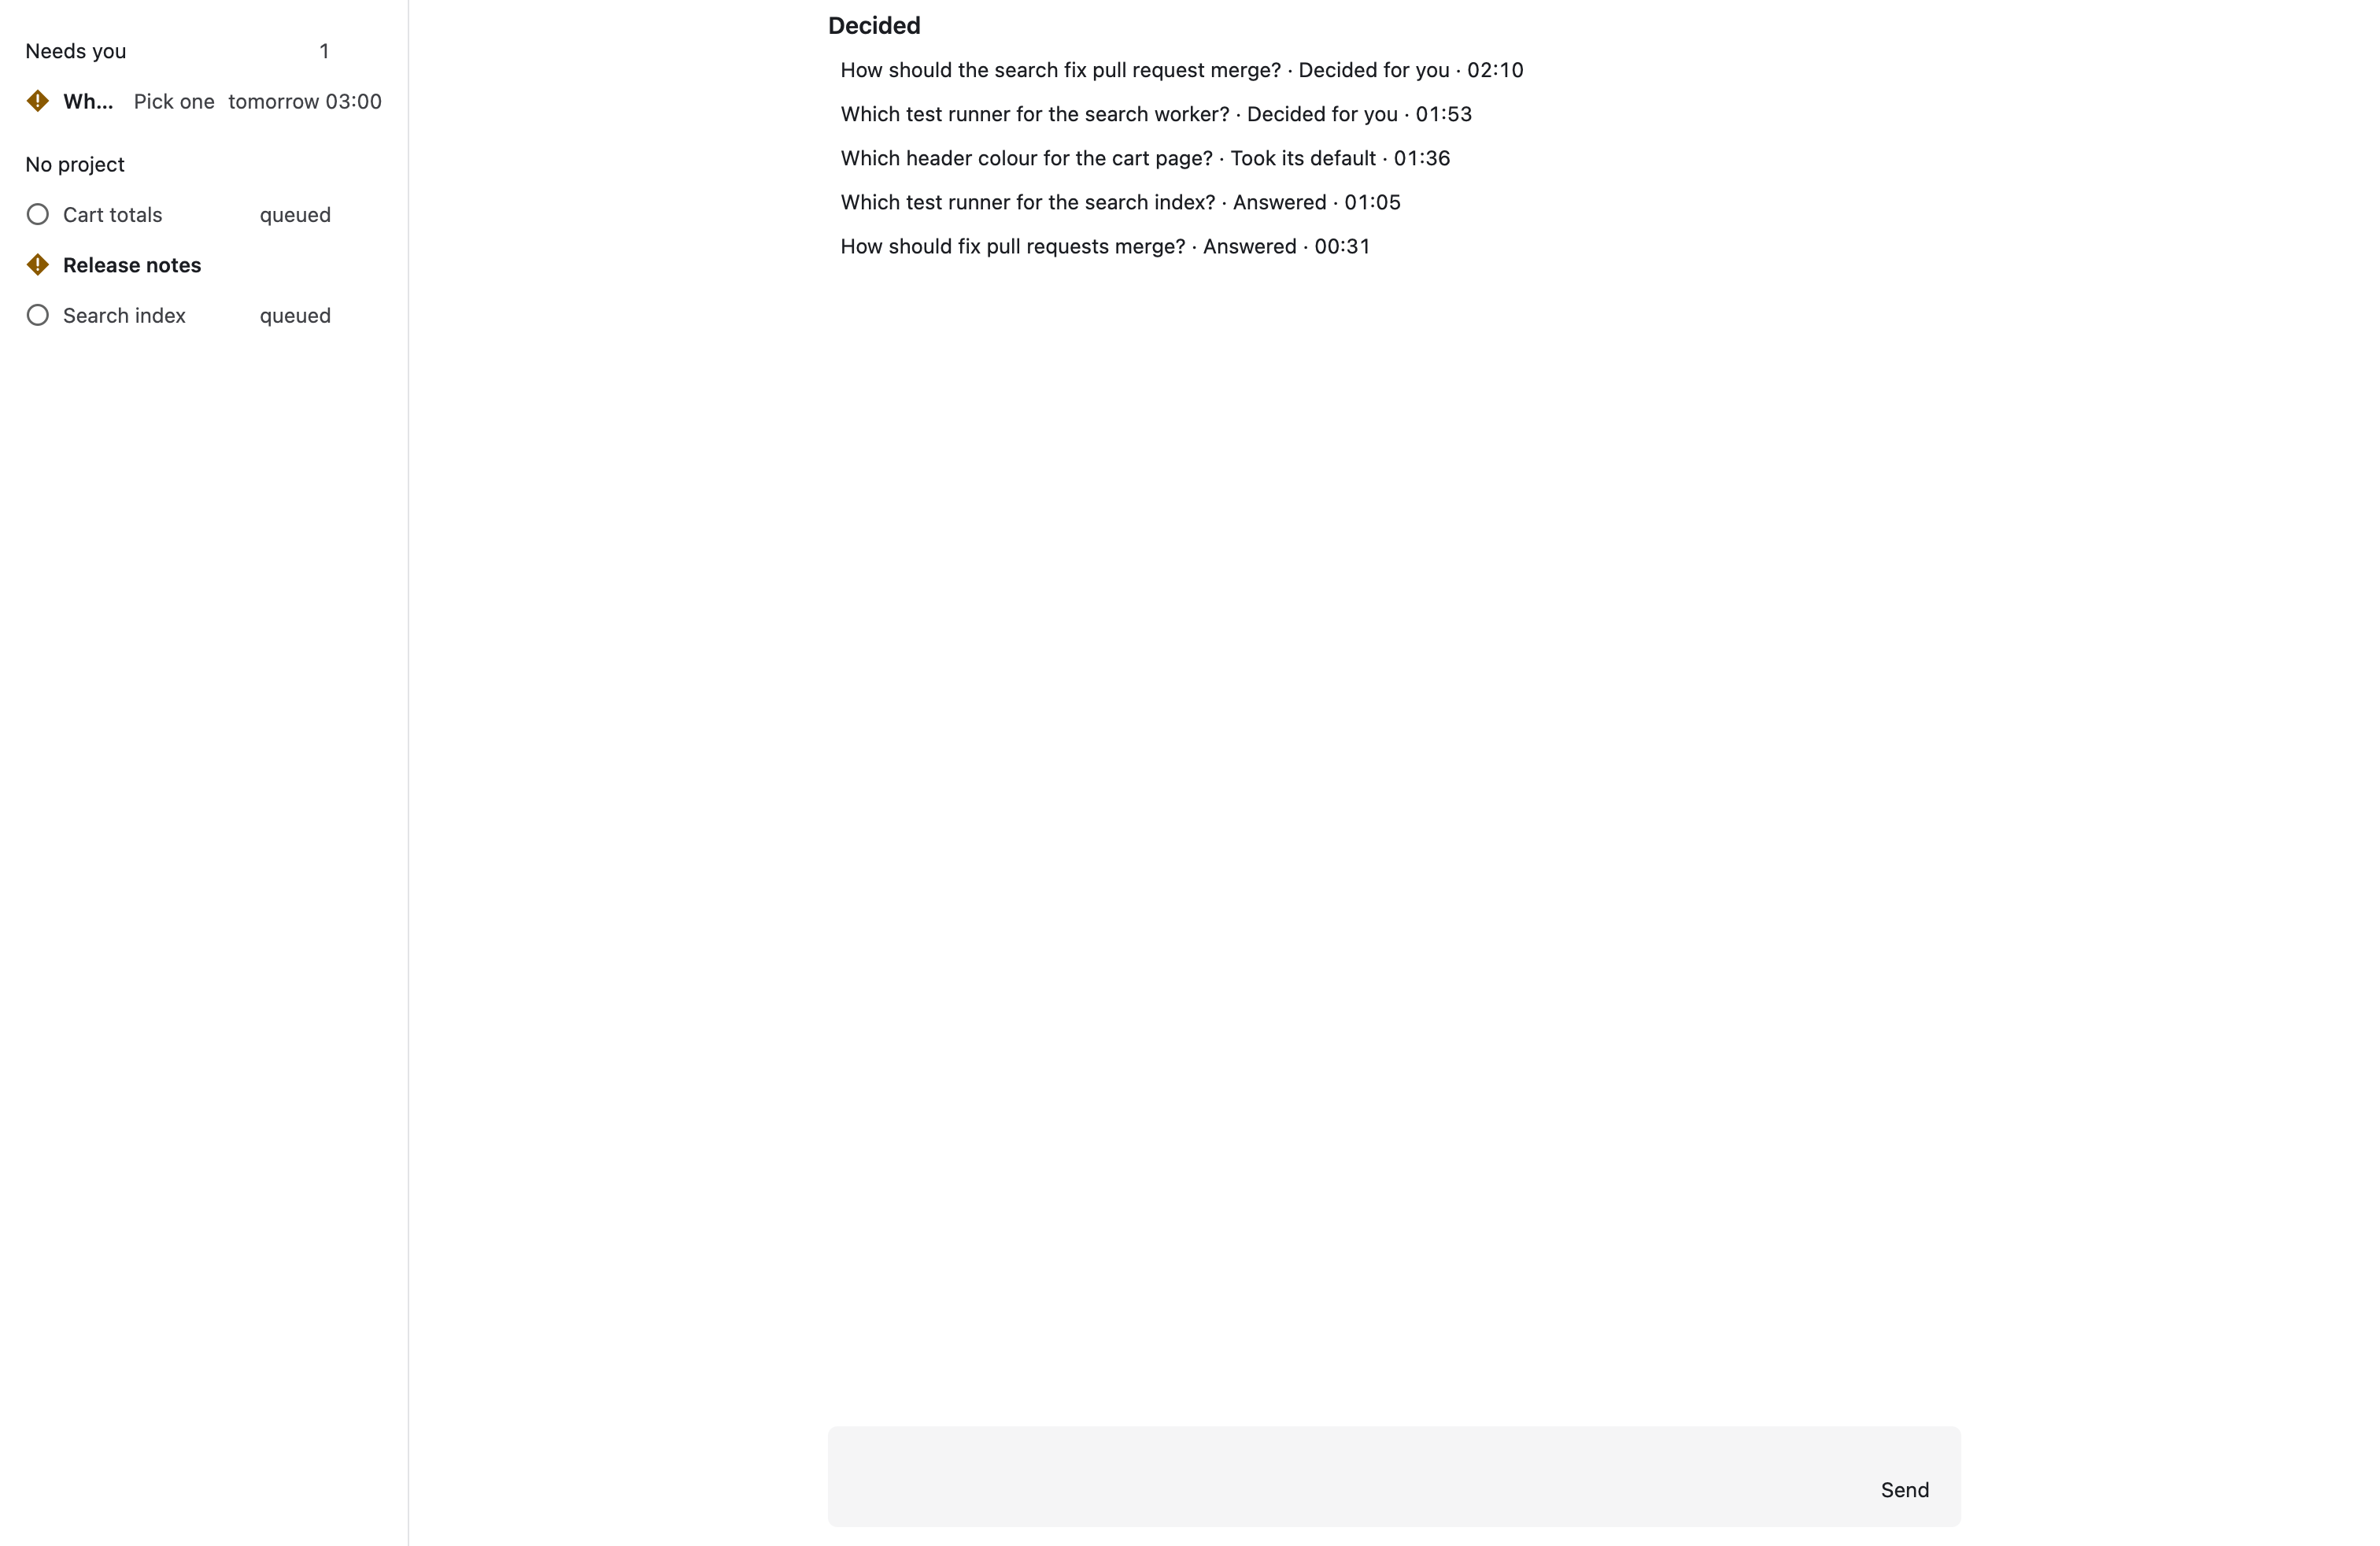 Needs you 1
Wh... Pick one tomorrow 03:00
No project
Cart totals queued
Release notes
Search index queued
Decided
How should the search fix pull request merge? · Decided for you · 02:10
Which test runner for the search worker? · Decided for you · 01:53
Which header colour for the cart page? · Took its default · 01:36
Which test runner for the search index? · Answered · 01:05
How should fix pull requests merge? · Answered · 00:31
Send